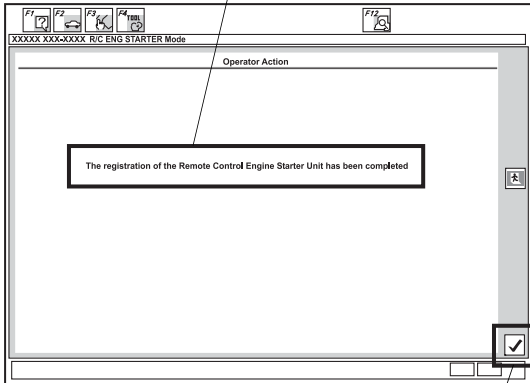 F1 F2 F3 F4 TOOL F12
XXXXX XXX-XXXX R/C ENG STARTER Mode
Operator Action
The registration of the Remote Control Engine Starter Unit has been completed